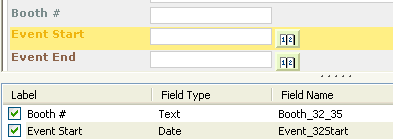 Booth #
Event Start
Event End
Label Field Type Field Name
Booth # Text Booth_32_35
Event Start Date Event_32Start